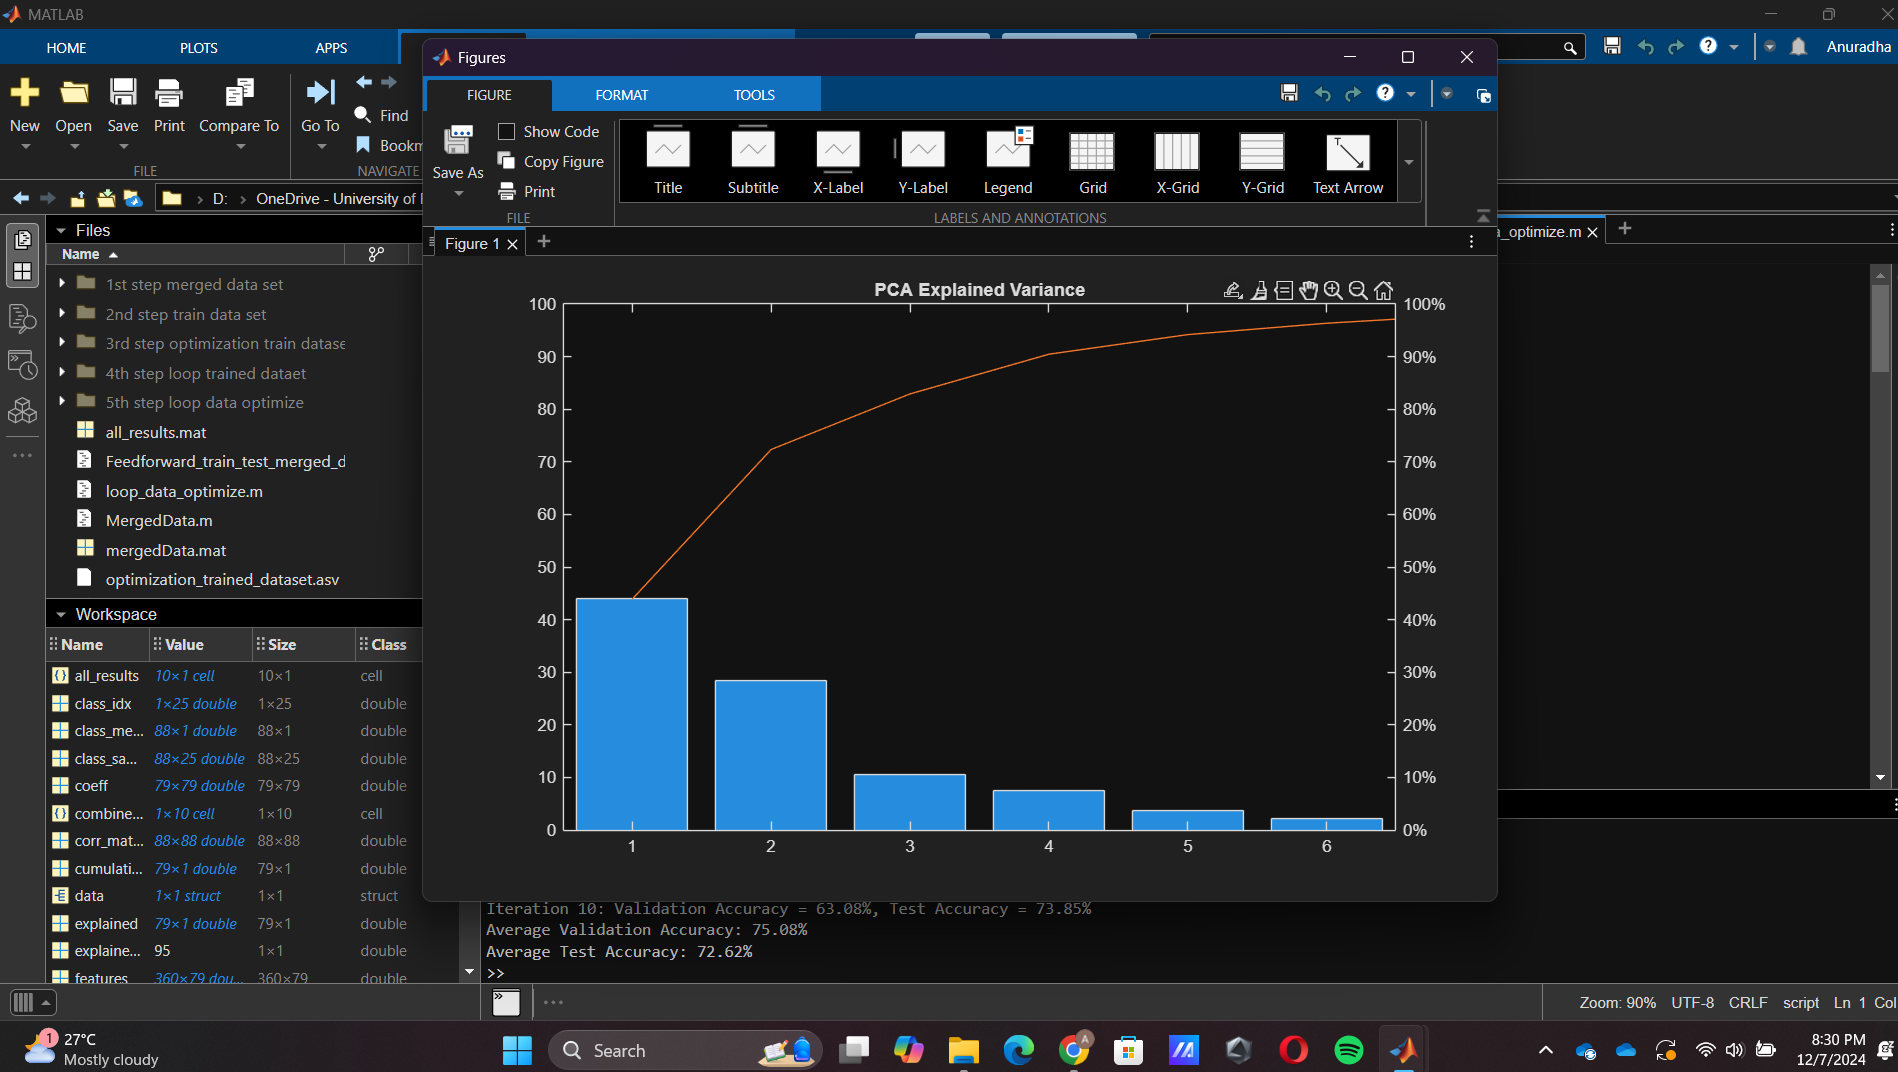 MATLAB
HOME PLOTS APPS
Anuradha
New Open Save Print Compare To Go To Find
FILE NAVIGATE
D: OneDrive - University of
Figures
FIGURE FORMAT TOOLS
Save As
Show Code
Copy Figure
Print
FILE
Title Subtitle X-Label Y-Label Legend Grid X-Grid Y-Grid Text Arrow
LABELS AND ANNOTATIONS
Figure 1
_optimize.m
Files
Name
1st step merged data set
2nd step train data set
3rd step optimization train datase
4th step loop trained dataet
5th step loop data optimize
all_results.mat
Feedforward_train_test_merged_d
loop_data_optimize.m
MergedData.m
mergedData.mat
optimization_trained_dataset.asv
Workspace
Name Value Size Class
all_results 10×1 cell 10×1 cell
class_idx 1×25 double 1×25 double
class_me... 88×1 double 88×1 double
class_sa... 88×25 double 88×25 double
coeff 79×79 double 79×79 double
combine... 1×10 cell 1×10 cell
corr_mat... 88×88 double 88×88 double
cumulati... 79×1 double 79×1 double
data 1×1 struct 1×1 struct
explained 79×1 double 79×1 double
explaine... 95 1×1 double
features 360×79 dou... 360×79 double
PCA Explained Variance
100 100%
90 90%
80 80%
70 70%
60 60%
50 50%
40 40%
30 30%
20 20%
10 10%
0 0%
1 2 3 4 5 6
Iteration 10: Validation Accuracy = 63.08%, Test Accuracy = 73.85%
Average Validation Accuracy: 75.08%
Average Test Accuracy: 72.62%
>>
Zoom: 90% UTF-8 CRLF script Ln 1 Col
1
27°C
Mostly cloudy
Search
A
8:30 PM
12/7/2024